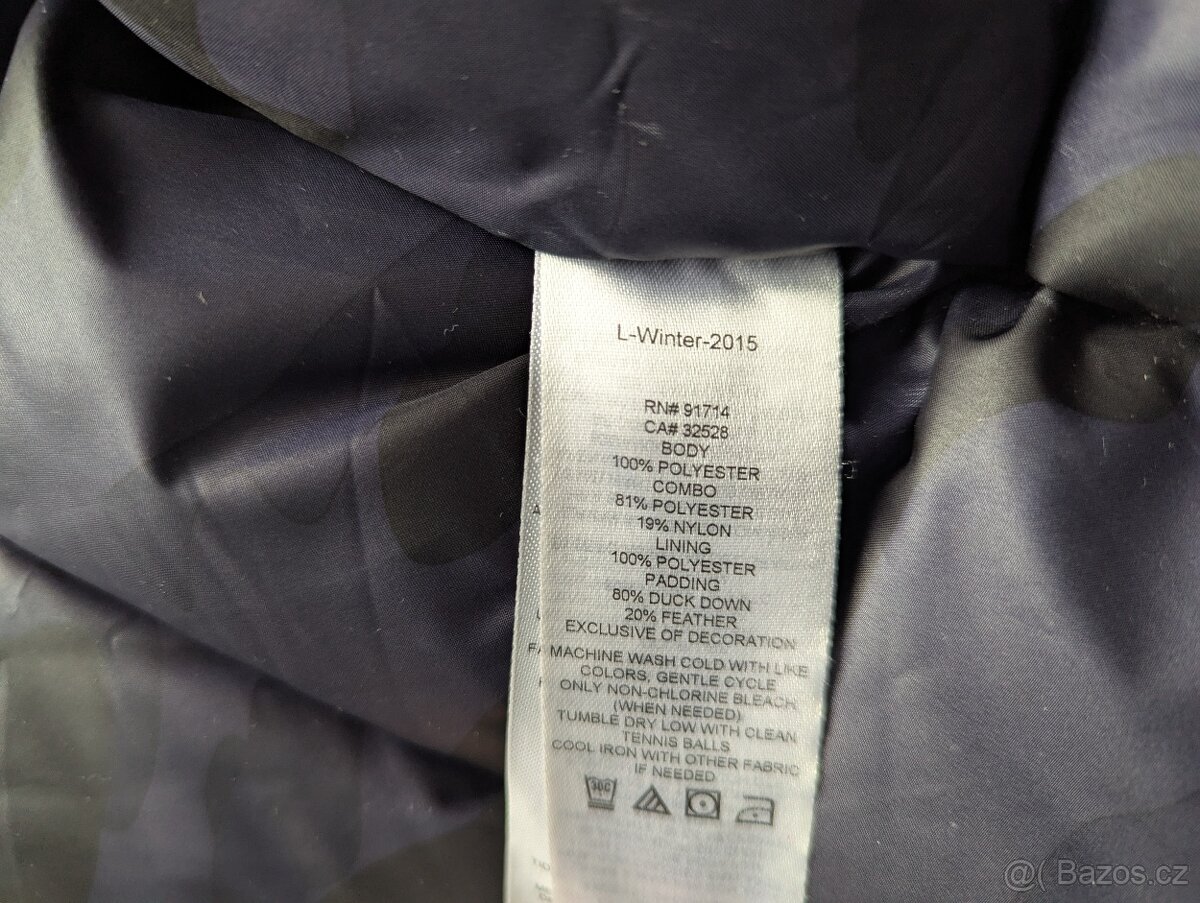 L-Winter-2015
RN# 91714
CA# 32528
BODY
100% POLYESTER
COMBO
81% POLYESTER
19% NYLON
LINING
100% POLYESTER
PADDING
80% DUCK DOWN
20% FEATHER
EXCLUSIVE OF DECORATION
MACHINE WASH COLD WITH LIKE
COLORS, GENTLE CYCLE
ONLY NON-CHLORINE BLEACH
(WHEN NEEDED)
TUMBLE DRY LOW WITH CLEAN
TENNIS BALLS
COOL IRON WITH OTHER FABRIC
IF NEEDED
30C
@( Bazos.cz